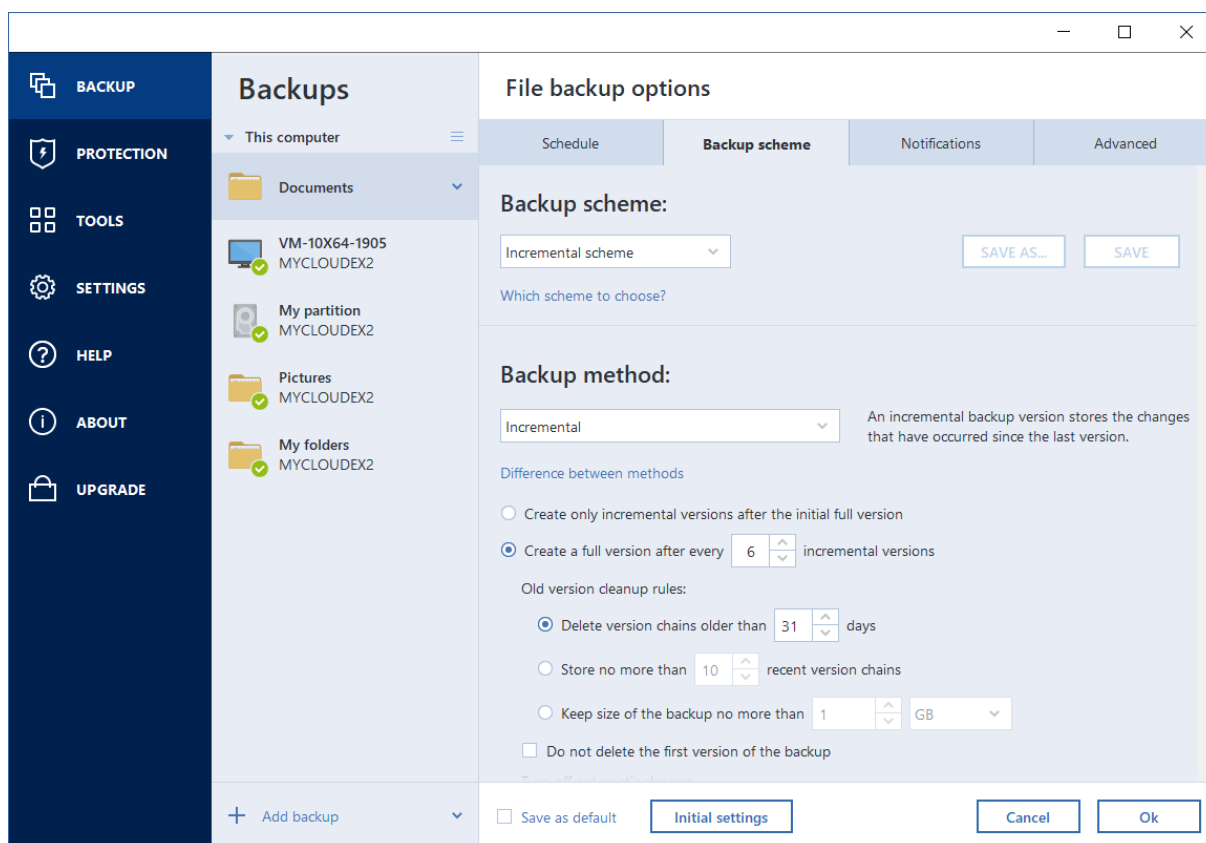 BACKUP
PROTECTION
TOOLS
SETTINGS
HELP
ABOUT
UPGRADE
Backups
This computer
Documents
VM-10X64-1905
MYCLOUDEX2
My partition
MYCLOUDEX2
Pictures
MYCLOUDEX2
My folders
MYCLOUDEX2
Add backup
File backup options
Schedule
Backup scheme
Notifications
Advanced
Backup scheme:
Incremental scheme
SAVE AS...
SAVE
Which scheme to choose?
Backup method:
Incremental
An incremental backup version stores the changes
that have occurred since the last version.
Difference between methods
Create only incremental versions after the initial full version
Create a full version after every 6 incremental versions
Old version cleanup rules:
Delete version chains older than 31 days
Store no more than 10 recent version chains
Keep size of the backup no more than 1 GB
Do not delete the first version of the backup
Save as default
Initial settings
Cancel
Ok